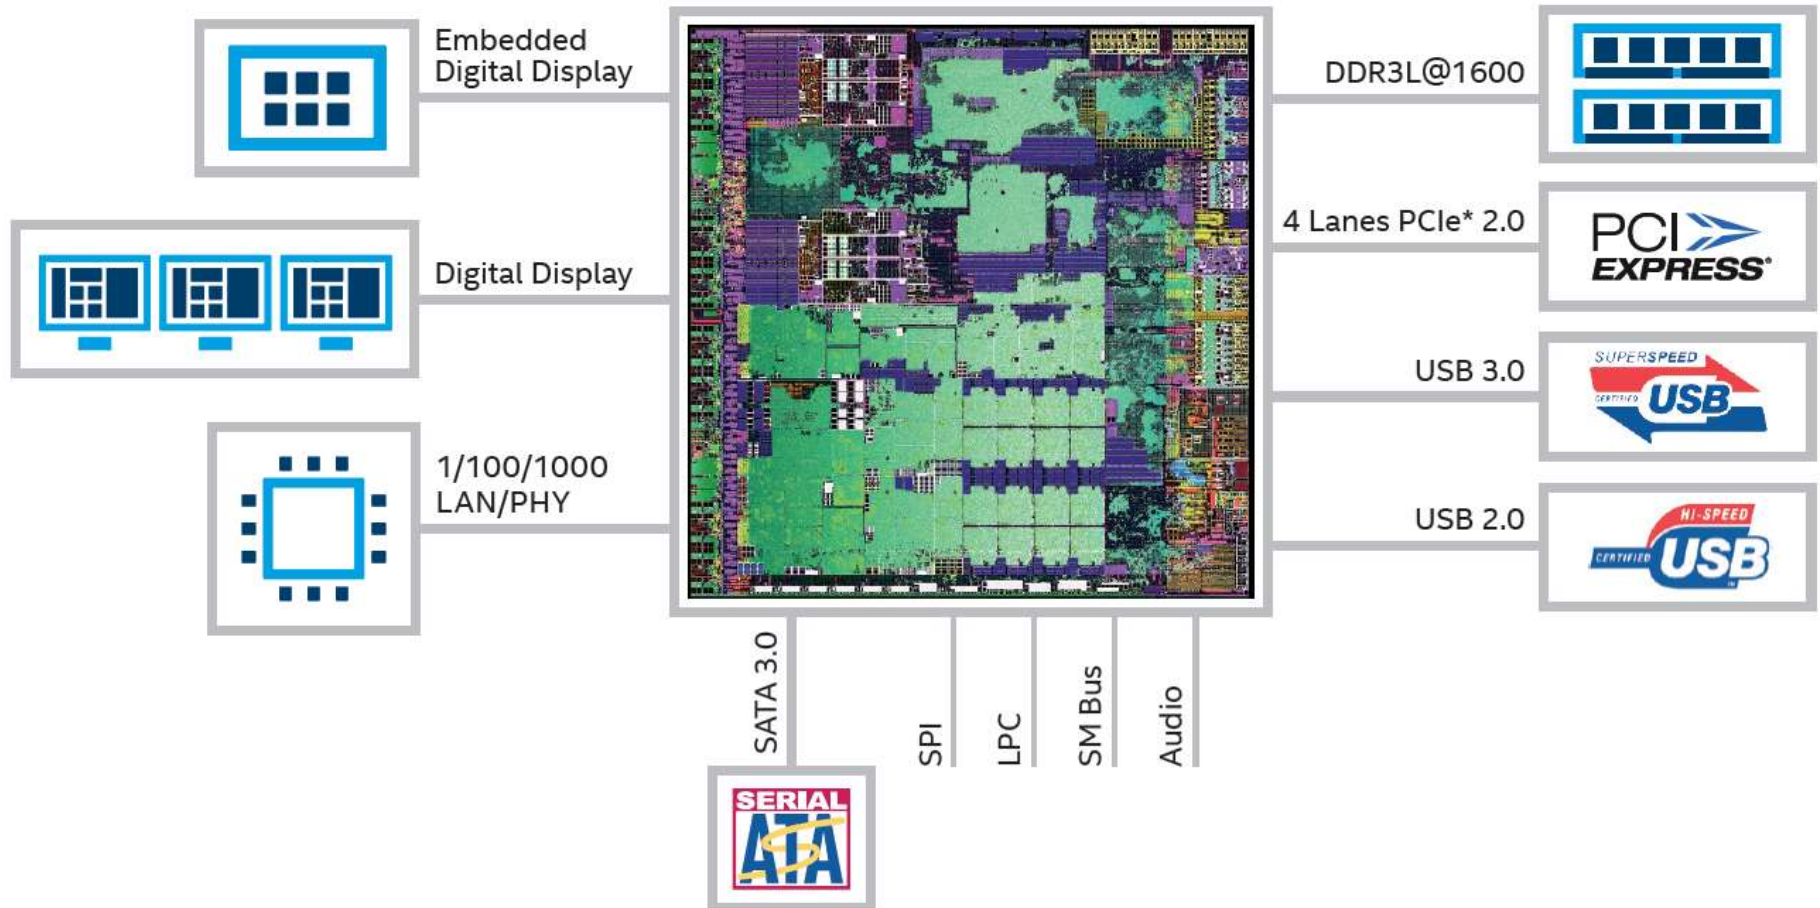 Embedded
Digital Display
Digital Display
1/100/1000
LAN/PHY
DDR3L@1600
4 Lanes PCIe* 2.0
PCI
EXPRESS®
USB 3.0
SUPERSPEED
CERTIFIED
USB
USB 2.0
HI-SPEED
CERTIFIED
USB
SATA 3.0
SPI
LPC
SM Bus
Audio
SERIAL
ATA